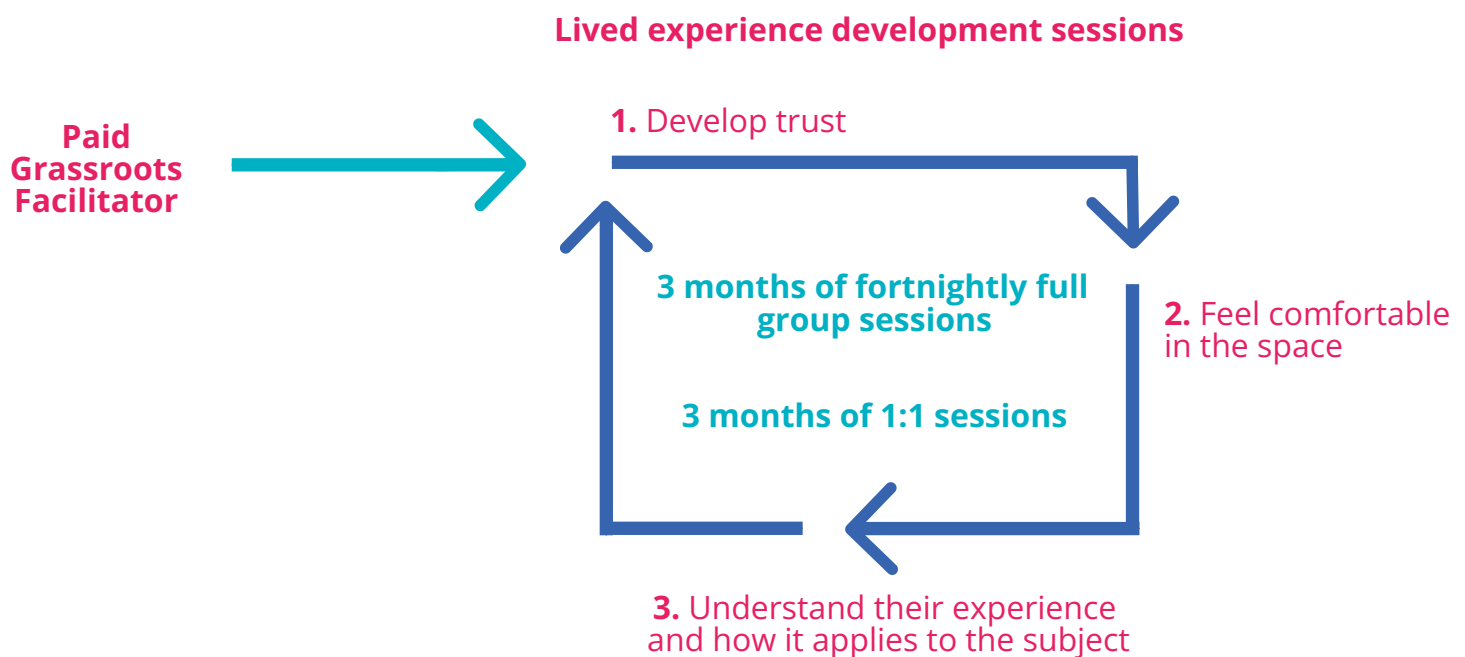 Lived experience development sessions
Paid
Grassroots
Facilitator
1. Develop trust
3 months of fortnightly full
group sessions
2. Feel comfortable
in the space
3 months of 1:1 sessions
3. Understand their experience
and how it applies to the subject